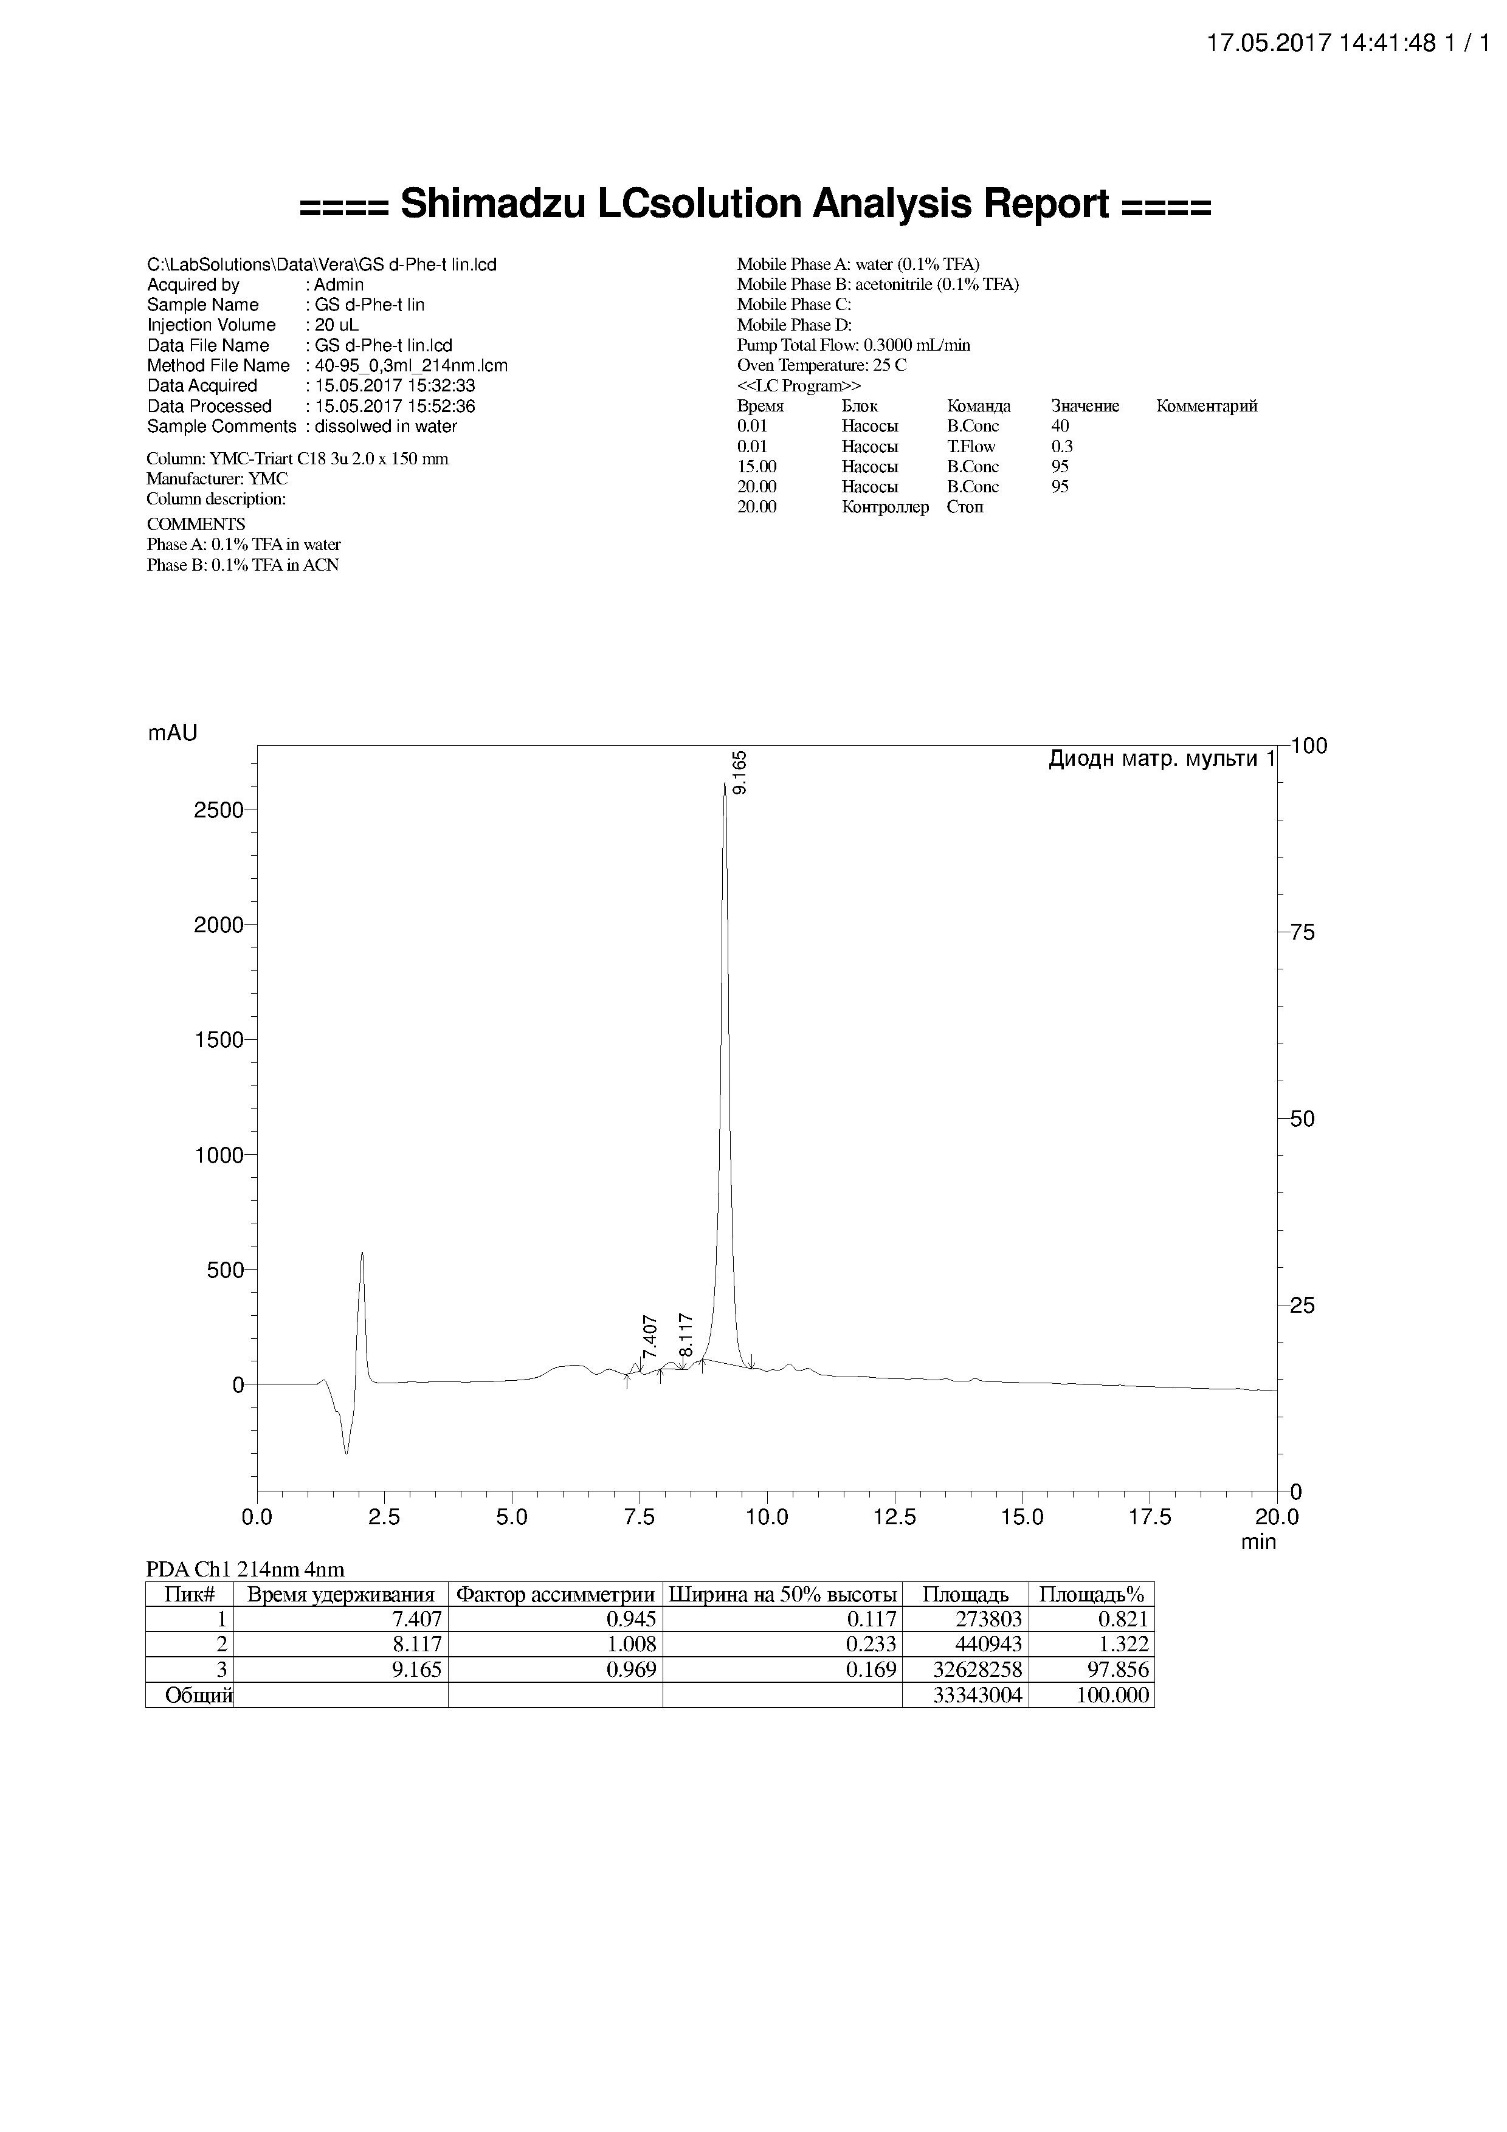 17.05.2017 14:41:48 1 / 1
==== Shimadzu LCsolution Analysis Report ====
C:\LabSolutions\Data\Vera\GS d-Phe-t lin.lcd
Acquired by : Admin
Sample Name : GS d-Phe-t lin
Injection Volume : 20 uL
Data File Name : GS d-Phe-t lin.lcd
Method File Name : 40-95_0,3ml_214nm.lcm
Data Acquired : 15.05.2017 15:32:33
Data Processed : 15.05.2017 15:52:36
Sample Comments : dissolwed in water
Column: YMC-Triart C18 3u 2.0 x 150 mm
Manufacturer: YMC
Column description:
COMMENTS
Phase A: 0.1% TFA in water
Phase B: 0.1% TFA in ACN
Mobile Phase A: water (0.1% TFA)
Mobile Phase B: acetonitrile (0.1% TFA)
Mobile Phase C:
Mobile Phase D:
Pump Total Flow: 0.3000 mL/min
Oven Temperature: 25 C
<<LC Program>>
Время Блок Команда Значение Комментарий
0.01 Насосы B.Conc 40
0.01 Насосы T.Flow 0.3
15.00 Насосы B.Conc 95
20.00 Насосы B.Conc 95
20.00 Контроллер Стоп
mAU
Диодн матр. мульти 1
9.165
7.407
8.117
2500
2000
1500
1000
500
0
100
75
50
25
0
0.0 2.5 5.0 7.5 10.0 12.5 15.0 17.5 20.0
min
PDA Ch1 214nm 4nm
Пик# Время удерживания Фактор ассимметрии Ширина на 50% высоты Площадь Площадь%
1 7.407 0.945 0.117 273803 0.821
2 8.117 1.008 0.233 440943 1.322
3 9.165 0.969 0.169 32628258 97.856
Общий 33343004 100.000